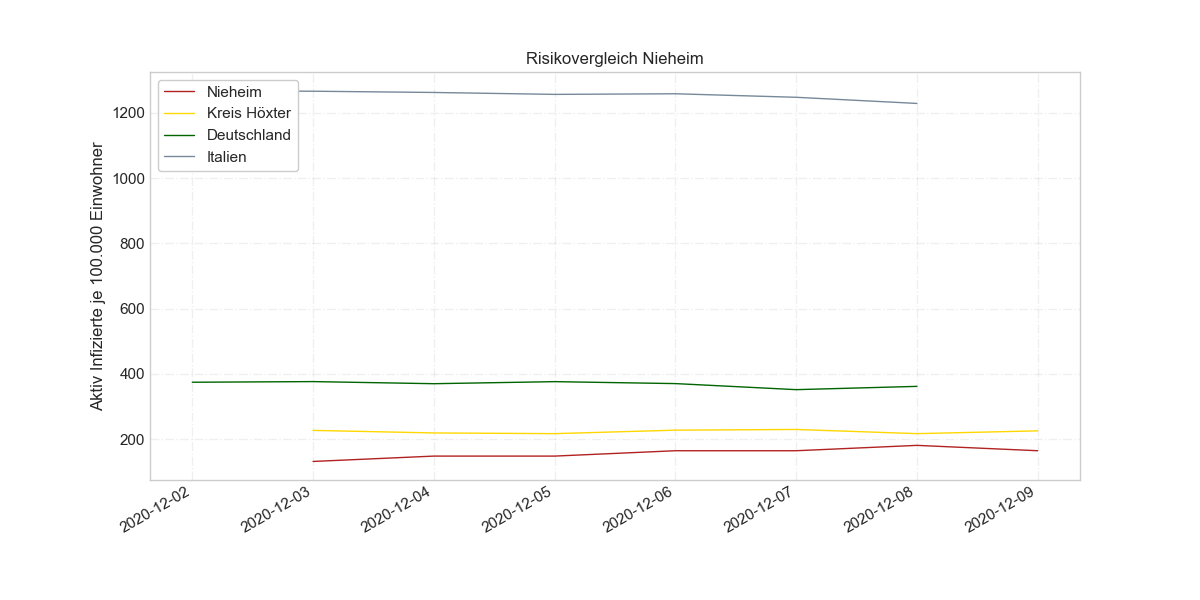 Risikovergleich Nieheim
Nieheim
Kreis Höxter
Deutschland
Italien
Aktiv Infizierte je 100.000 Einwohner
1200
1000
800
600
400
200
2020-12-02
2020-12-03
2020-12-04
2020-12-05
2020-12-06
2020-12-07
2020-12-08
2020-12-09